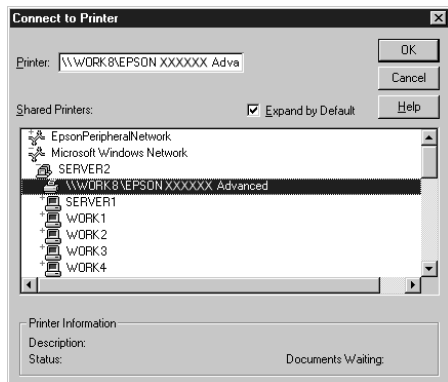 Connect to Printer
Printer: \\WORK8\EPSON XXXXXX Adva
OK
Cancel
Help
Shared Printers:
Expand by Default
EpsonPeripheralNetwork
Microsoft Windows Network
SERVER2
\\WORK8\EPSON XXXXXX Advanced
SERVER1
WORK1
WORK2
WORK3
WORK4
Printer Information
Description:
Status:
Documents Waiting: